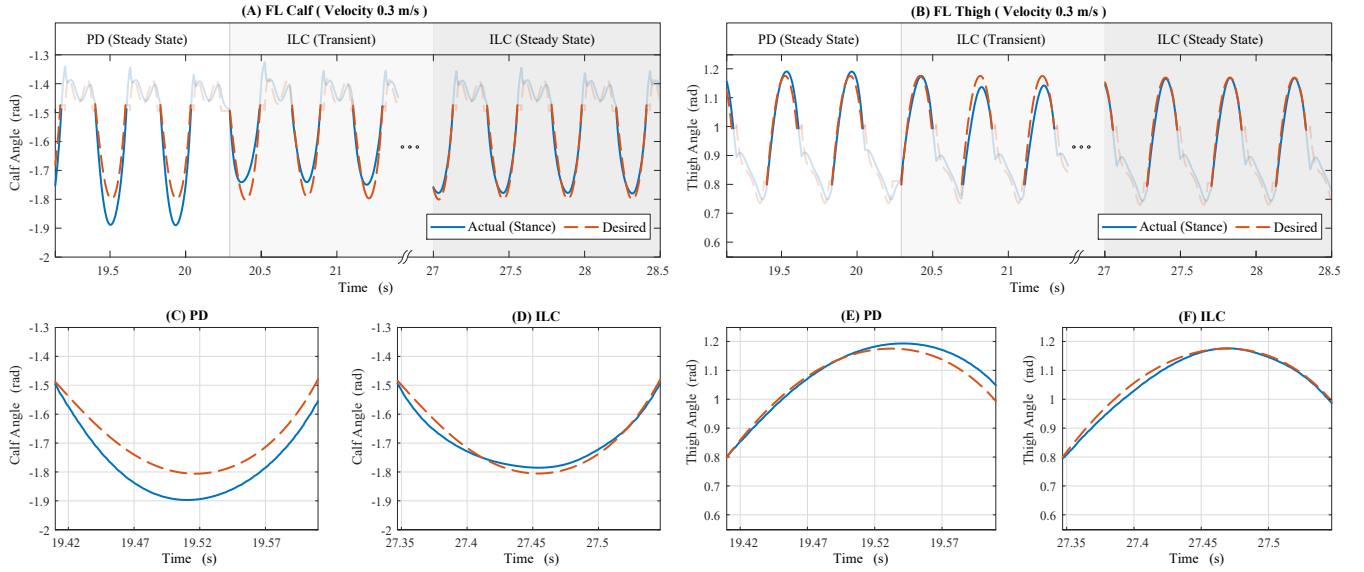 (A) FL Calf ( Velocity 0.3 m/s )
PD (Steady State)
ILC (Transient)
ILC (Steady State)
-1.3
-1.4
-1.5
-1.6
-1.7
-1.8
-1.9
-2
Calf Angle (rad)
Actual (Stance)
Desired
19.5
20
20.5
21
27
27.5
28
28.5
Time (s)
(B) FL Thigh ( Velocity 0.3 m/s )
PD (Steady State)
ILC (Transient)
ILC (Steady State)
1.2
1.1
1
0.9
0.8
0.7
0.6
Thigh Angle (rad)
Actual (Stance)
Desired
19.5
20
20.5
21
27
27.5
28
28.5
Time (s)
(C) PD
-1.3
-1.4
-1.5
-1.6
-1.7
-1.8
-1.9
-2
Calf Angle (rad)
19.42
19.47
19.52
19.57
Time (s)
(D) ILC
-1.3
-1.4
-1.5
-1.6
-1.7
-1.8
-1.9
-2
Calf Angle (rad)
27.35
27.4
27.45
27.5
Time (s)
(E) PD
1.2
1.1
1
0.9
0.8
0.7
0.6
Thigh Angle (rad)
19.42
19.47
19.52
19.57
Time (s)
(F) ILC
1.2
1.1
1
0.9
0.8
0.7
0.6
Thigh Angle (rad)
27.35
27.4
27.45
27.5
Time (s)